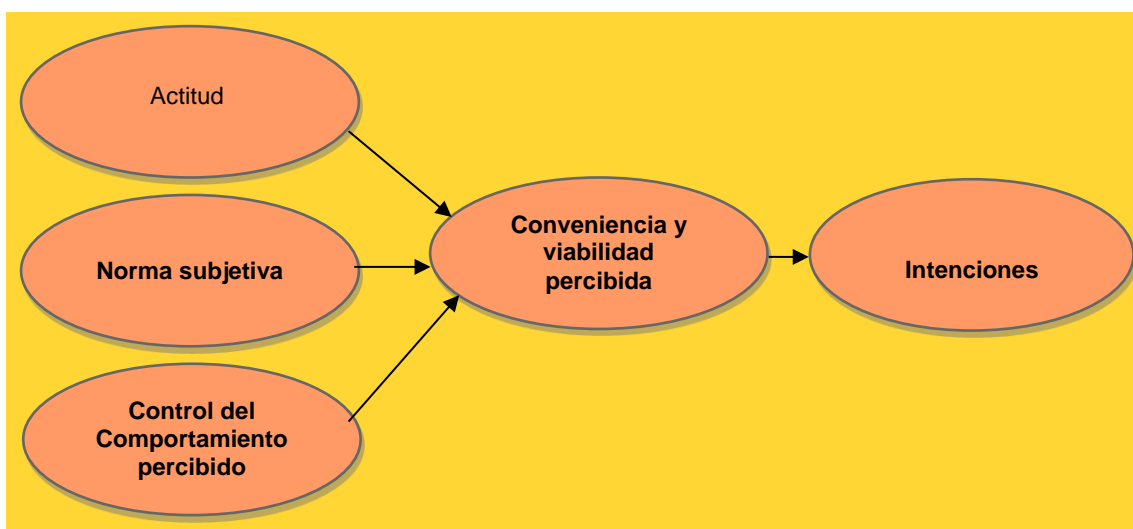 Actitud
Norma subjetiva
Control del
Comportamiento
percibido
Conveniencia y
viabilidad
percibida
Intenciones